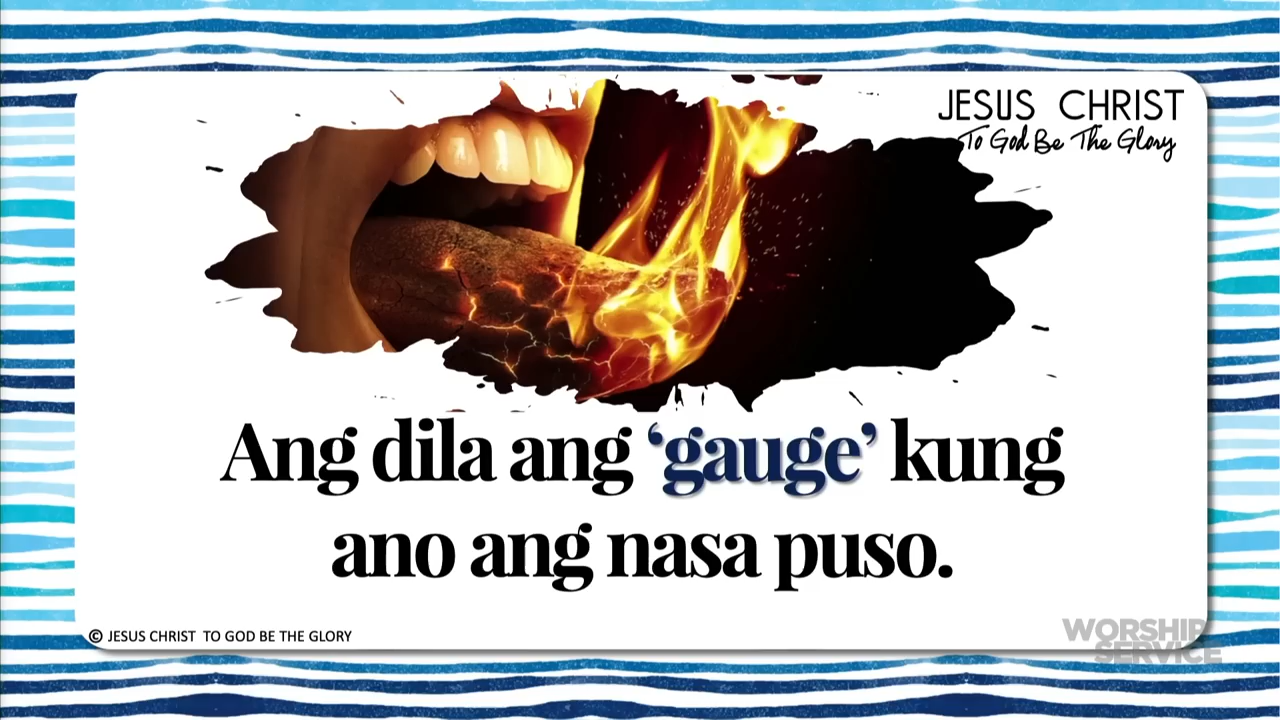 JESUS CHRIST
To God Be The Glory
Ang dila ang ‘gauge’ kung
ano ang nasa puso.
© JESUS CHRIST TO GOD BE THE GLORY
WORSHIP
SERVICE